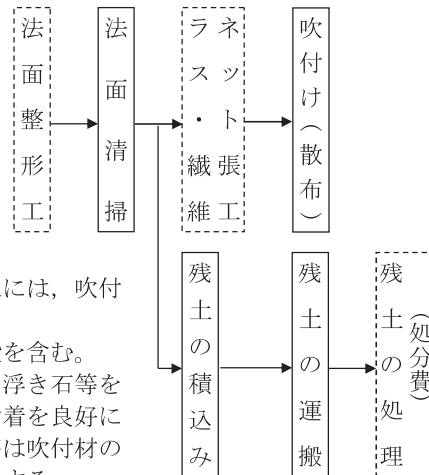 法面整形工
法面清掃
ラス・繊維
ネット張工
吹付け(散布)
残土の積込み
残土の運搬
残土の処理
(処分費)
には，吹付
を含む。
浮き石等を
着を良好に
は吹付材の